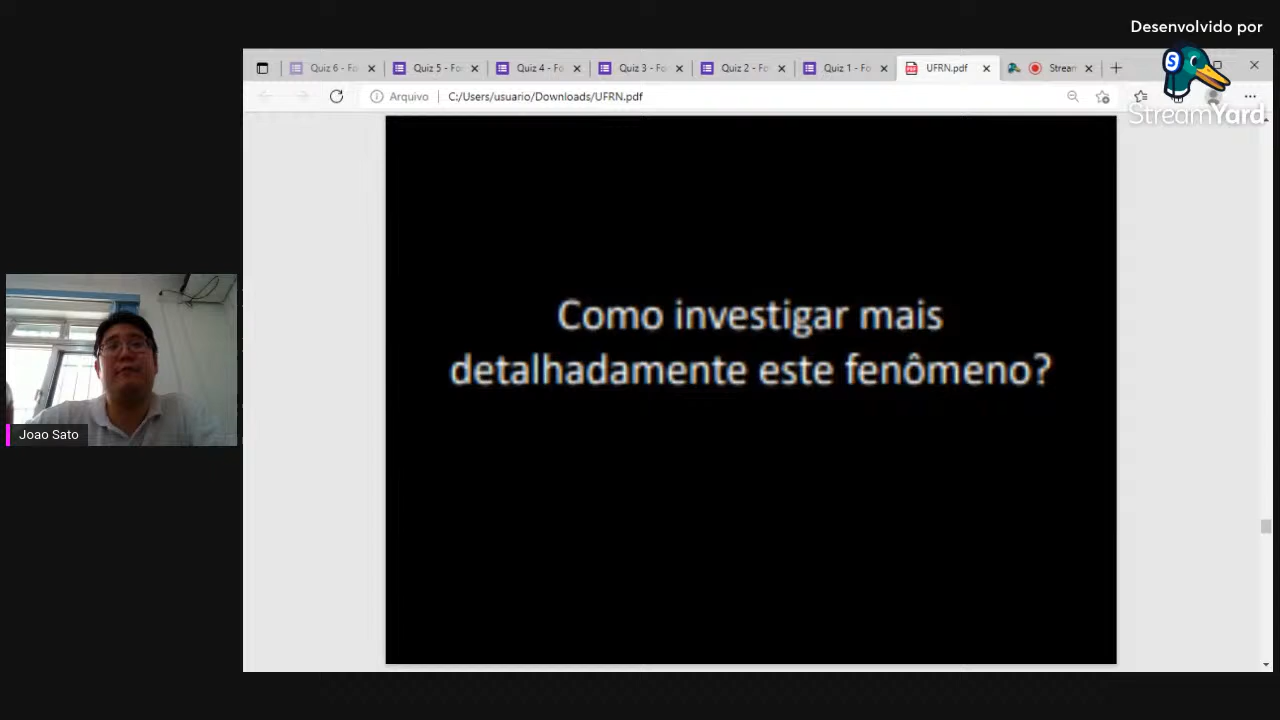 Desenvolvido por
StreamYard
Quiz 6 - Fo
Quiz 5 - Fo
Quiz 4 - Fo
Quiz 3 - Fo
Quiz 2 - Fo
Quiz 1 - Fo
UFRN.pdf
Stream
Arquivo
C:/Users/usuario/Downloads/UFRN.pdf
Como investigar mais
detalhadamente este fenômeno?
Joao Sato